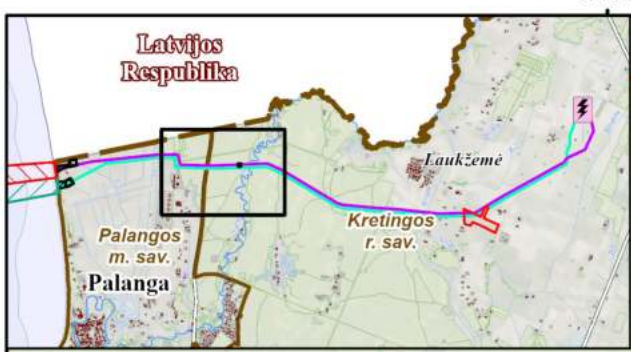 Latvijos
Respublika
Laukžemė
Palangos
m. sav.
Kretingos
r. sav.
Palanga